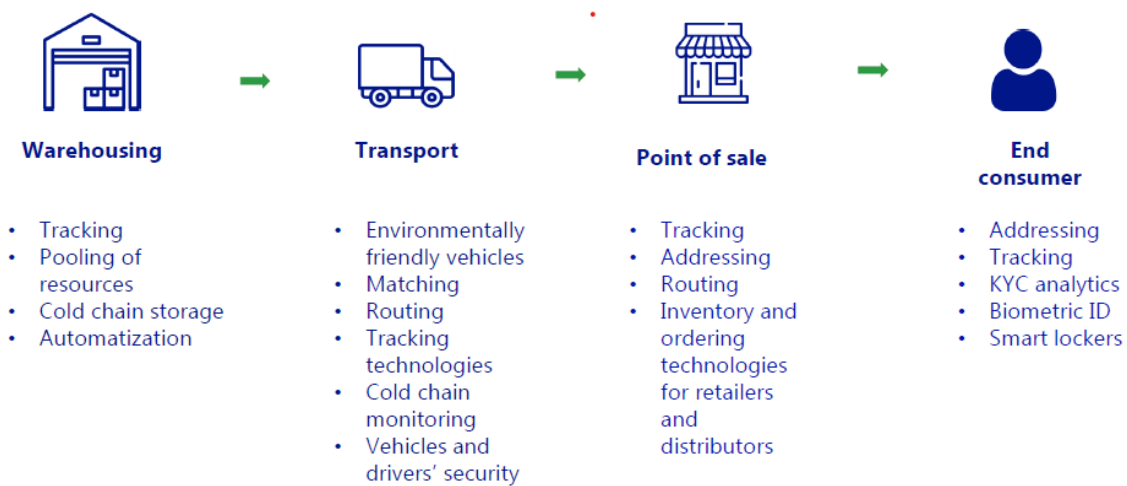 Warehousing
• Tracking
• Pooling of
resources
• Cold chain storage
• Automatization
Transport
• Environmentally
friendly vehicles
• Matching
• Routing
• Tracking
technologies
• Cold chain
monitoring
• Vehicles and
drivers’ security
Point of sale
• Tracking
• Addressing
• Routing
• Inventory and
ordering
technologies
for retailers
and
distributors
End
consumer
• Addressing
• Tracking
• KYC analytics
• Biometric ID
• Smart lockers